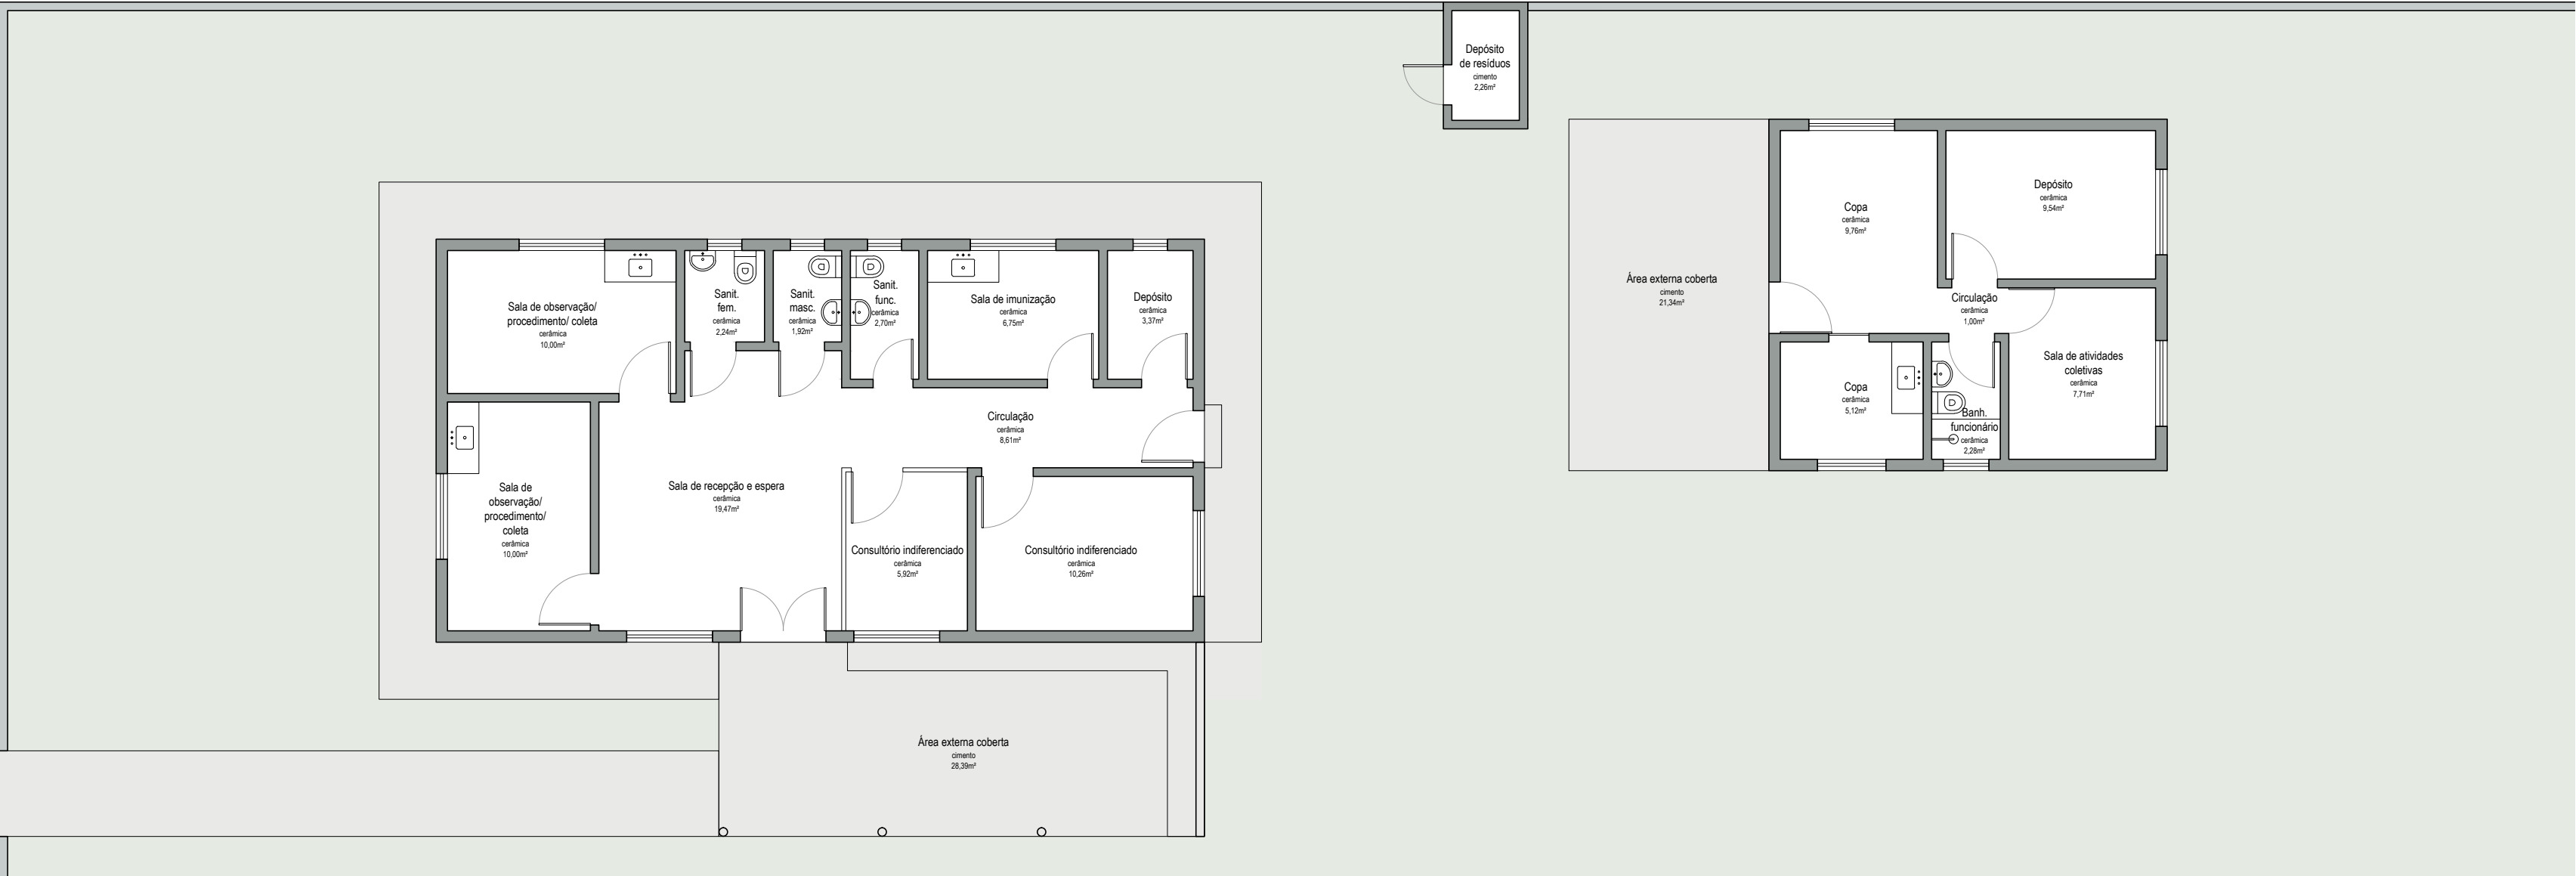 Depósito
de resíduos
cimento
2,26m²
Copa
cerâmica
9,76m²
Depósito
cerâmica
9,54m²
Área externa coberta
cimento
21,34m²
Circulação
cerâmica
1,00m²
Sala de atividades
coletivas
cerâmica
7,71m²
Copa
cerâmica
5,12m²
Banh.
funcionário
cerâmica
2,28m²
Sala de observação/
procedimento/ coleta
cerâmica
10,00m²
Sanit.
fem.
cerâmica
2,24m²
Sanit.
masc.
cerâmica
1,92m²
Sanit.
func.
cerâmica
2,70m²
Sala de imunização
cerâmica
6,75m²
Depósito
cerâmica
3,37m²
Circulação
cerâmica
8,61m²
Sala de
observação/
procedimento/
coleta
cerâmica
10,00m²
Sala de recepção e espera
cerâmica
19,47m²
Consultório indiferenciado
cerâmica
5,92m²
Consultório indiferenciado
cerâmica
10,26m²
Área externa coberta
cimento
28,39m²